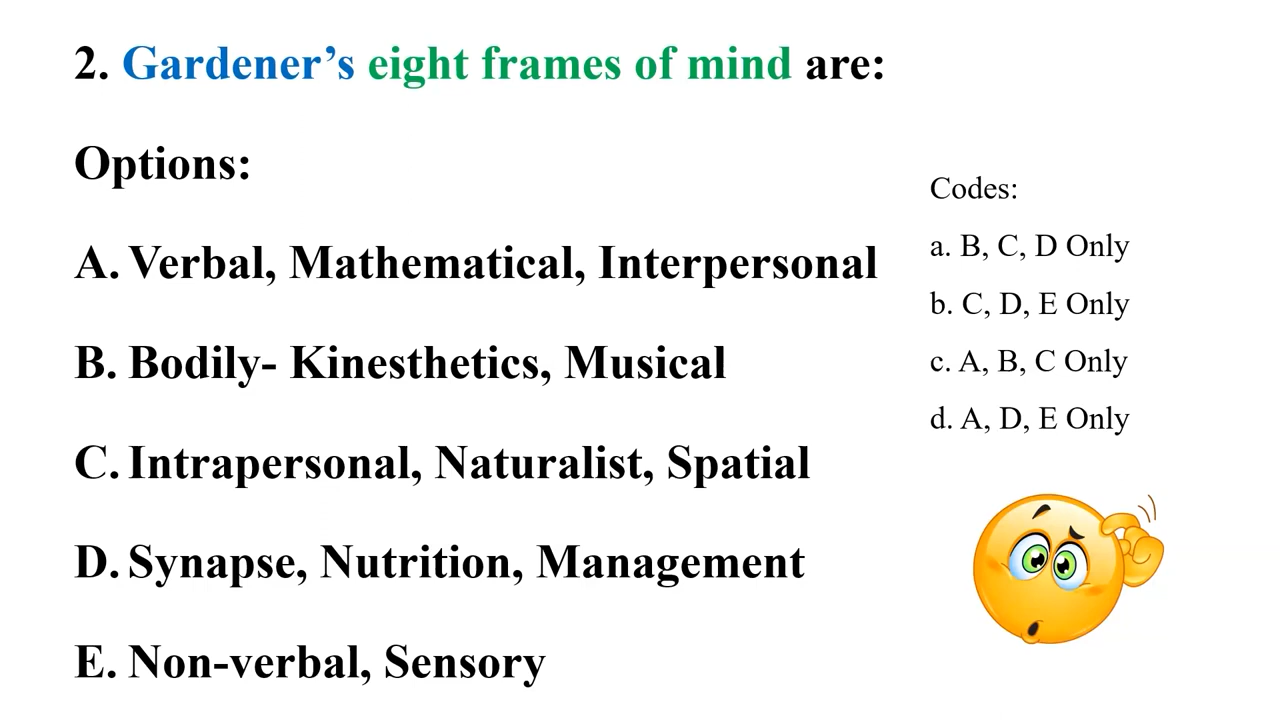 2. Gardener’s eight frames of mind are:
Options:
A. Verbal, Mathematical, Interpersonal
B. Bodily- Kinesthetics, Musical
C. Intrapersonal, Naturalist, Spatial
D. Synapse, Nutrition, Management
E. Non-verbal, Sensory
Codes:
a. B, C, D Only
b. C, D, E Only
c. A, B, C Only
d. A, D, E Only